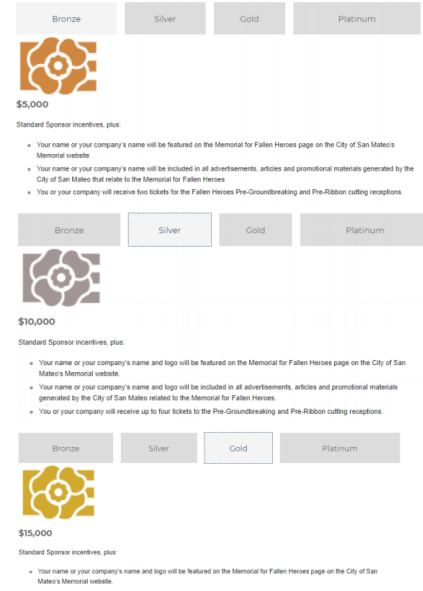 Bronze Silver Gold Platinum
$5,000
Standard Sponsor incentives, plus:
Your name or your company's name will be featured on the Memorial for Fallen Heroes page on the City of San Mateo's
Memorial website.
Your name or your company's name will be included in all advertisements, articles and promotional materials generated by the
City of San Mateo that relate to the Memorial for Fallen Heroes
You or your company will receive two tickets for the Fallen Heroes Pre-Groundbreaking and Pre-Ribbon cutting receptions.
Bronze Silver Gold Platinum
$10,000
Standard Sponsor incentives, plus:
Your name or your company's name and logo will be featured on the Memorial for Fallen Heroes page on the City of San
Mateo's Memorial website.
Your name or your company's name and logo will be included in all advertisements, articles and promotional materials
generated by the City of San Mateo related to the Memorial for Fallen Heroes.
You or your company will receive up to four tickets to the Pre-Groundbreaking and Pre-Ribbon cutting receptions.
Bronze Silver Gold Platinum
$15,000
Standard Sponsor incentives, plus:
Your name or your company's name and logo will be featured on the Memorial for Fallen Heroes page on the City of San
Mateo's Memorial website.